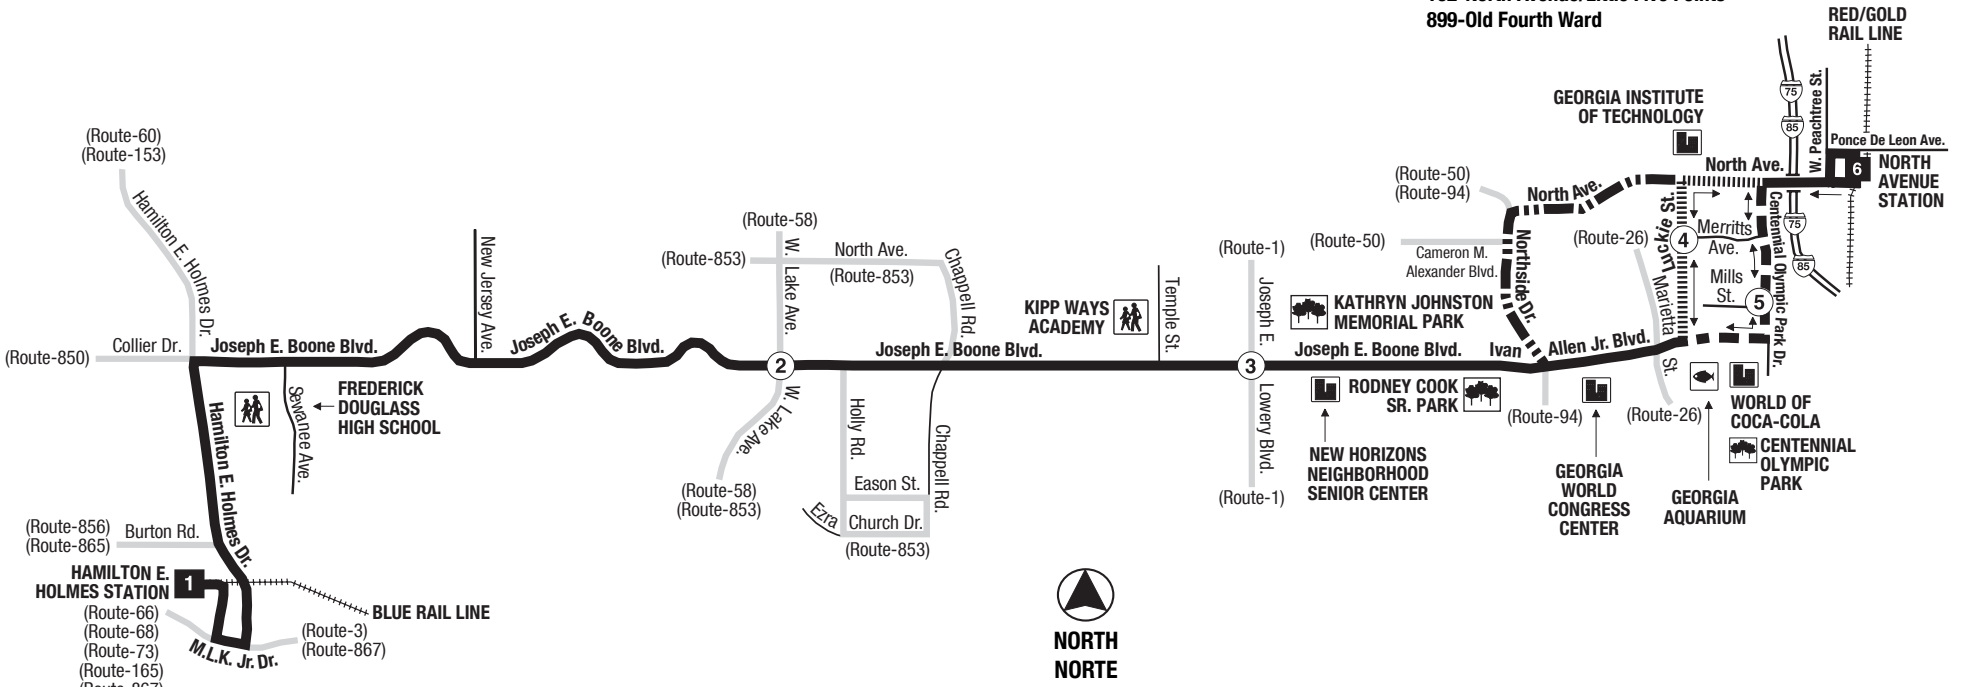 899-Old Fourth Ward
RED/GOLD
RAIL LINE
75
85
W. Peachtree St.
Ponce De Leon Ave.
6
NORTH
AVENUE
STATION
GEORGIA INSTITUTE
OF TECHNOLOGY
North Ave.
(Route-60)
(Route-153)
Hamilton E. Holmes Dr.
(Route-50)
(Route-94)
North Ave.
(Route-50)
Cameron M.
Alexander Blvd.
Northside Dr.
(Route-26)
Luckie St.
4
Merritts
Ave.
Mills
St.
5
Centennial Olympic Park Dr.
75
85
Marietta St.
(Route-58)
(Route-853)
W. Lake Ave.
North Ave.
(Route-853)
Chappell Rd.
New Jersey Ave.
(Route-1)
Joseph E.
Temple St.
KIPP WAYS
ACADEMY
KATHRYN JOHNSTON
MEMORIAL PARK
(Route-850)
Collier Dr.
Joseph E. Boone Blvd.
Joseph E. Boone Blvd.
2
Joseph E. Boone Blvd.
3
Joseph E. Boone Blvd.
Ivan
Allen Jr. Blvd.
Lowery Blvd.
(Route-1)
FREDERICK
DOUGLASS
HIGH SCHOOL
Sewanee Ave.
Hamilton E. Holmes Dr.
W. Lake Ave.
(Route-58)
(Route-853)
Holly Rd.
Chappell Rd.
Eason St.
Ezra
Church Dr.
(Route-853)
RODNEY COOK
SR. PARK
NEW HORIZONS
NEIGHBORHOOD
SENIOR CENTER
(Route-94)
GEORGIA
WORLD
CONGRESS
CENTER
(Route-26)
GEORGIA
AQUARIUM
WORLD OF
COCA-COLA
CENTENNIAL
OLYMPIC
PARK
(Route-856)
(Route-865)
Burton Rd.
HAMILTON E.
HOLMES STATION
1
BLUE RAIL LINE
(Route-66)
(Route-68)
(Route-73)
(Route-165)
M.L.K. Jr. Dr.
(Route-3)
(Route-867)
NORTH
NORTE